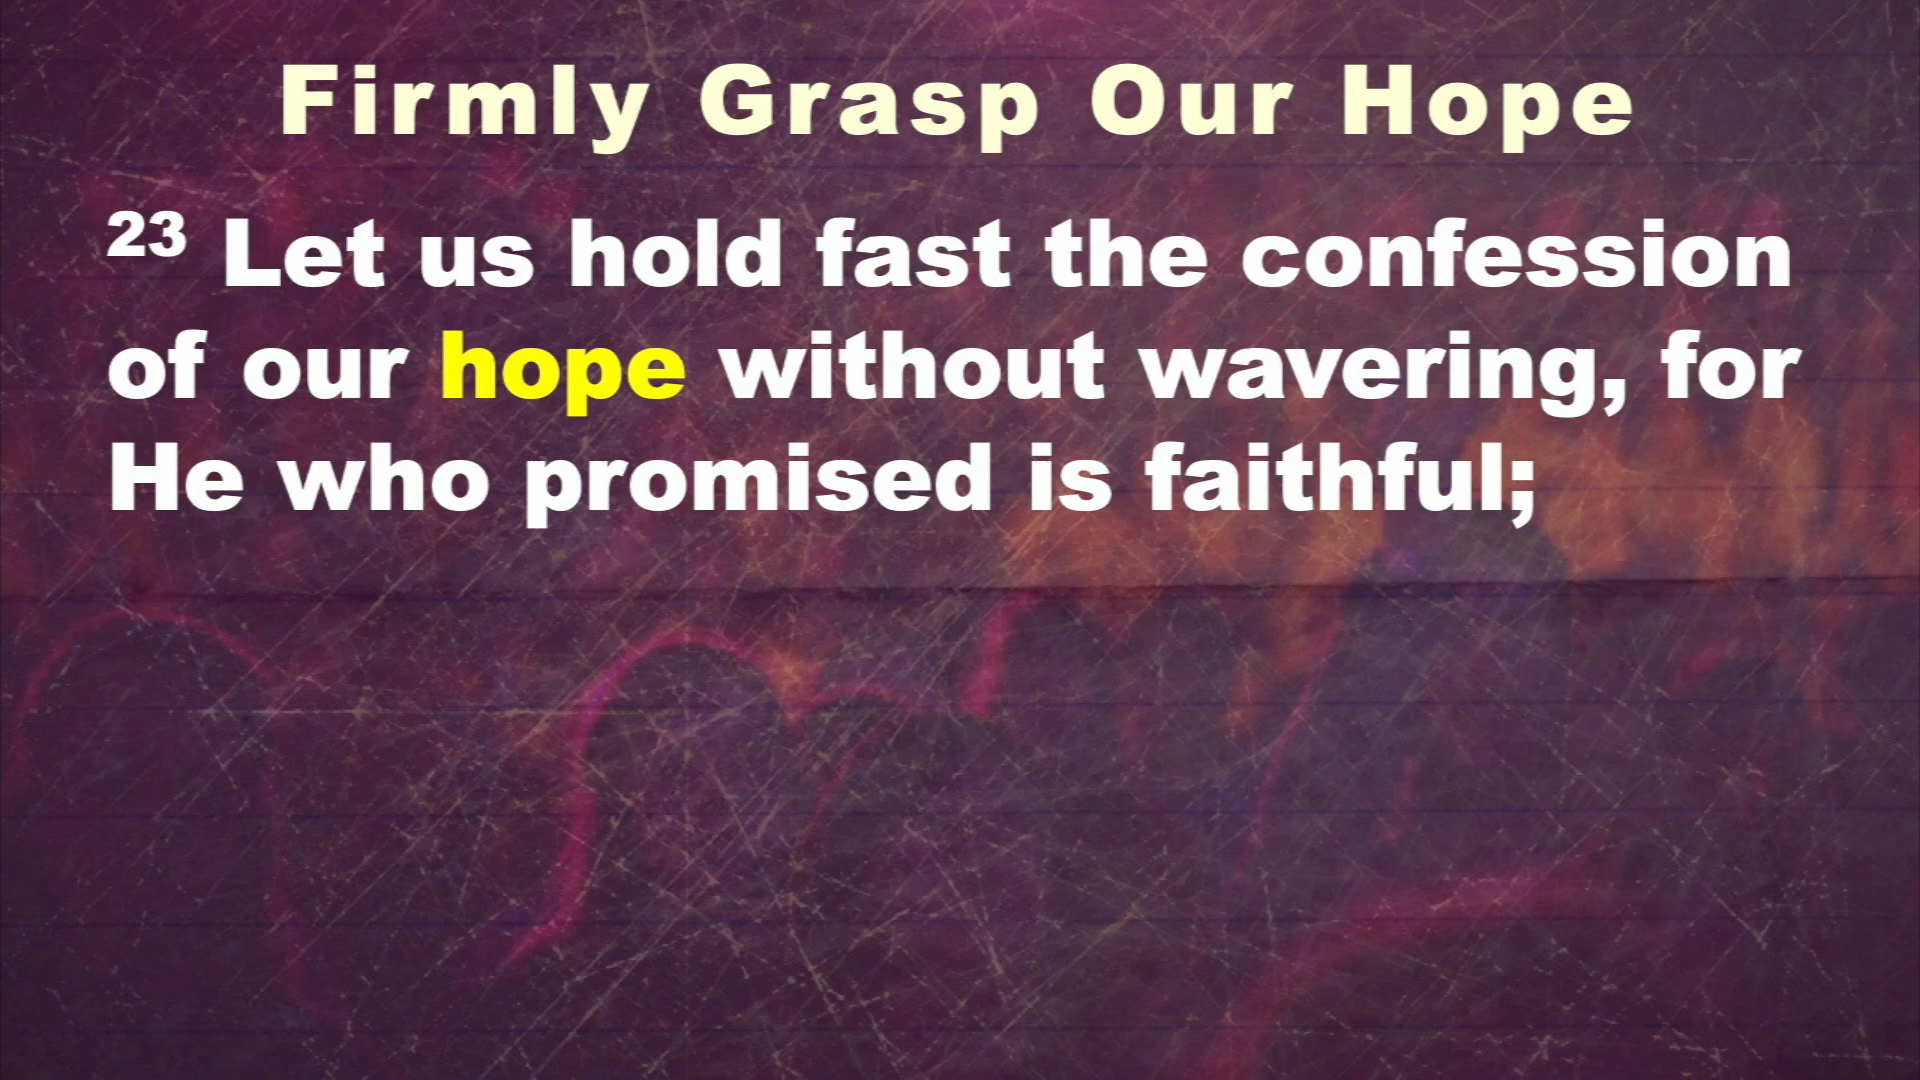 Firmly Grasp Our Hope
23 Let us hold fast the confession
of our hope without wavering, for
He who promised is faithful;